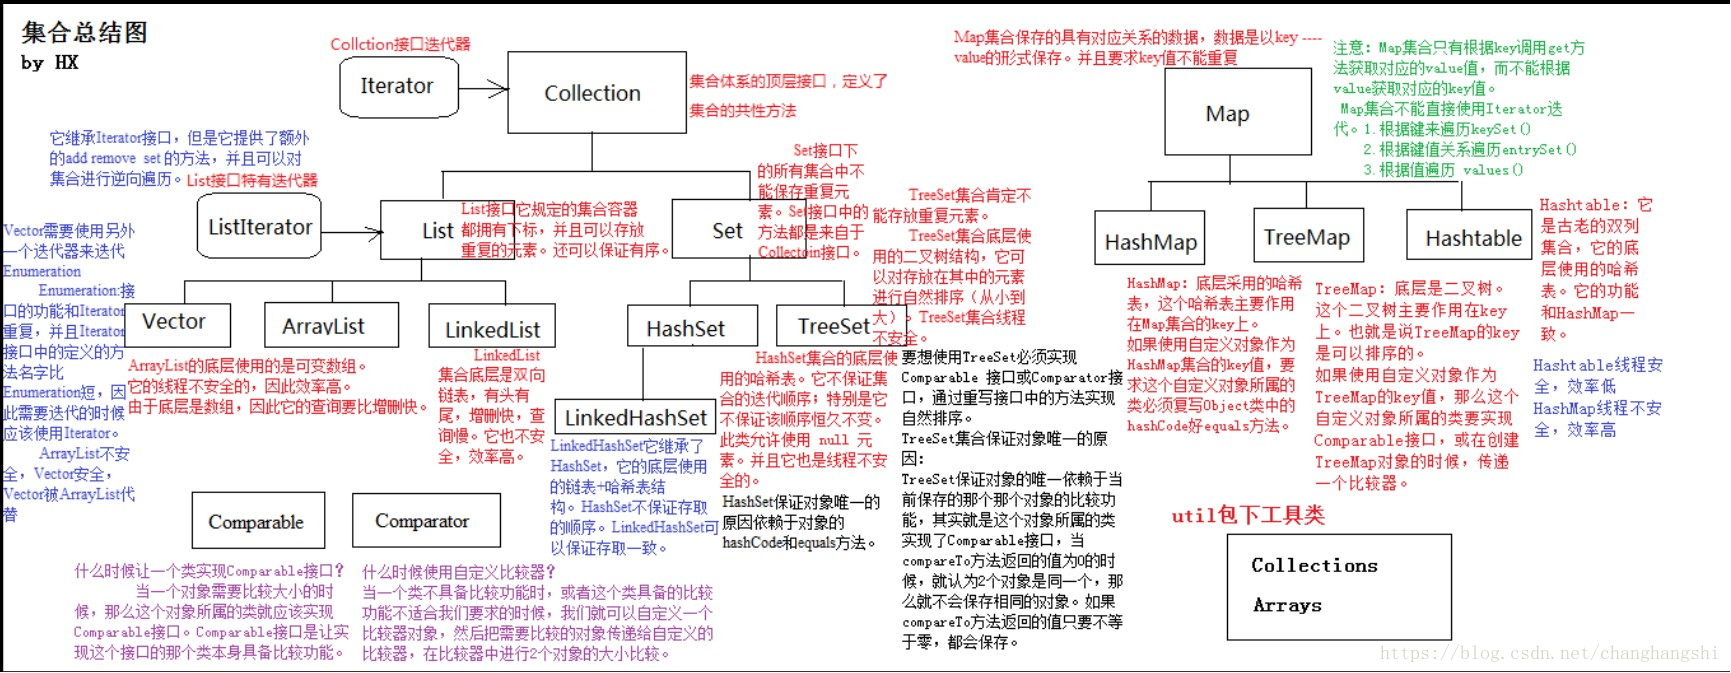 集合总结图
by HX
Collction接口迭代器
Iterator
Collection
集合体系的顶层接口，定义了
集合的共性方法
它继承Iterator接口，但是它提供了额外
的add remove set 的方法，并且可以对
集合进行逆向遍历。
List接口特有迭代器
ListIterator
List
List接口它规定的集合容器
都拥有下标，并且可以存放
重复的元素。还可以保证有序。
Set
Set接口下
的所有集合中不
能保存重复元
素。Set接口中的
方法都是来自于
Collectoin接口。
Vector需要使用另外
一个迭代器来迭代
Enumeration
Enumeration:接
口的功能和Iterator
重复，并且Iterator
接口中的定义的方
法名字比
Enumeration短，因
此需要迭代的时候
应该使用Iterator。
ArrayList不安
全，Vector安全，
Vector被ArrayList代
替
Vector
ArrayList
LinkedList
ArrayList的底层使用的是可变数组。
它的线程不安全的，因此效率高。
由于底层是数组，因此它的查询要比增删快。
LinkedList
集合底层是双向
链表，有头有
尾，增删快，查
询慢。它也不安
全，效率高。
HashSet
TreeSet
LinkedHashSet
LinkedHashSet它继承了
HashSet，它的底层使用
的链表+哈希表结
构。HashSet不保证存取
的顺序。LinkedHashSet可
以保证存取一致。
HashSet集合的底层使
用的哈希表。它不保证集
合的迭代顺序；特别是它
不保证该顺序恒久不变。
此类允许使用 null 元
素。并且它也是线程不安
全的。
HashSet保证对象唯一的
原因依赖于对象的
hashCode和equals方法。
TreeSet集合肯定不
能存放重复元素。
TreeSet集合底层使
用的二叉树结构，它可
以对存放在其中的元素
进行自然排序（从小到
大）。TreeSet集合线程
不安全。
要想使用TreeSet必须实现
Comparable 接口或Comparator接
口，通过重写接口中的方法实现
自然排序。
TreeSet集合保证对象唯一的原
因：
TreeSet保证对象的唯一依赖于当
前保存的那个那个对象的比较功
能，其实就是这个对象所属的类
实现了Comparable接口，当
compareTo方法返回的值为0的时
候，就认为2个对象是同一个，那
么就不会保存相同的对象。如果
compareTo方法返回的值只要不等
于零，都会保存。
Comparable
Comparator
什么时候让一个类实现Comparable接口？
当一个对象需要比较大小的时
候，那么这个对象所属的类就应该实现
Comparable接口。Comparable接口是让实
现这个接口的那个类本身具备比较功能。
什么时候使用自定义比较器？
当一个类不具备比较功能时，或者这个类具备的比较
功能不适合我们要求的时候，我们就可以自定义一个
比较器对象，然后把需要比较的对象传递给自定义的
比较器，在比较器中进行2个对象的大小比较。
Map集合保存的具有对应关系的数据，数据是以key ----
value的形式保存。并且要求key值不能重复
Map
注意：Map集合只有根据key调用get方
法获取对应的value值，而不能根据
value获取对应的key值。
Map集合不能直接使用Iterator迭
代。1.根据键来遍历keySet()
2.根据键值关系遍历entrySet()
3.根据值遍历 values()
HashMap
TreeMap
Hashtable
HashMap：底层采用的哈希
表，这个哈希表主要作用
在Map集合的key上。
如果使用自定义对象作为
HashMap集合的key值，要
求这个自定义对象所属的
类必须复写Object类中的
hashCode好equals方法。
TreeMap：底层是二叉树。
这个二叉树主要作用在key
上。也就是说TreeMap的key
是可以排序的。
如果使用自定义对象作为
TreeMap的key值，那么这个
自定义对象所属的类要实现
Comparable接口，或在创建
TreeMap对象的时候，传递
一个比较器。
Hashtable：它
是古老的双列
集合，它的底
层使用的哈希
表。它的功能
和HashMap一
致。
Hashtable线程安
全，效率低
HashMap线程不安
全，效率高
util包下工具类
Collections
Arrays
https://blog.csdn.net/changhangshi